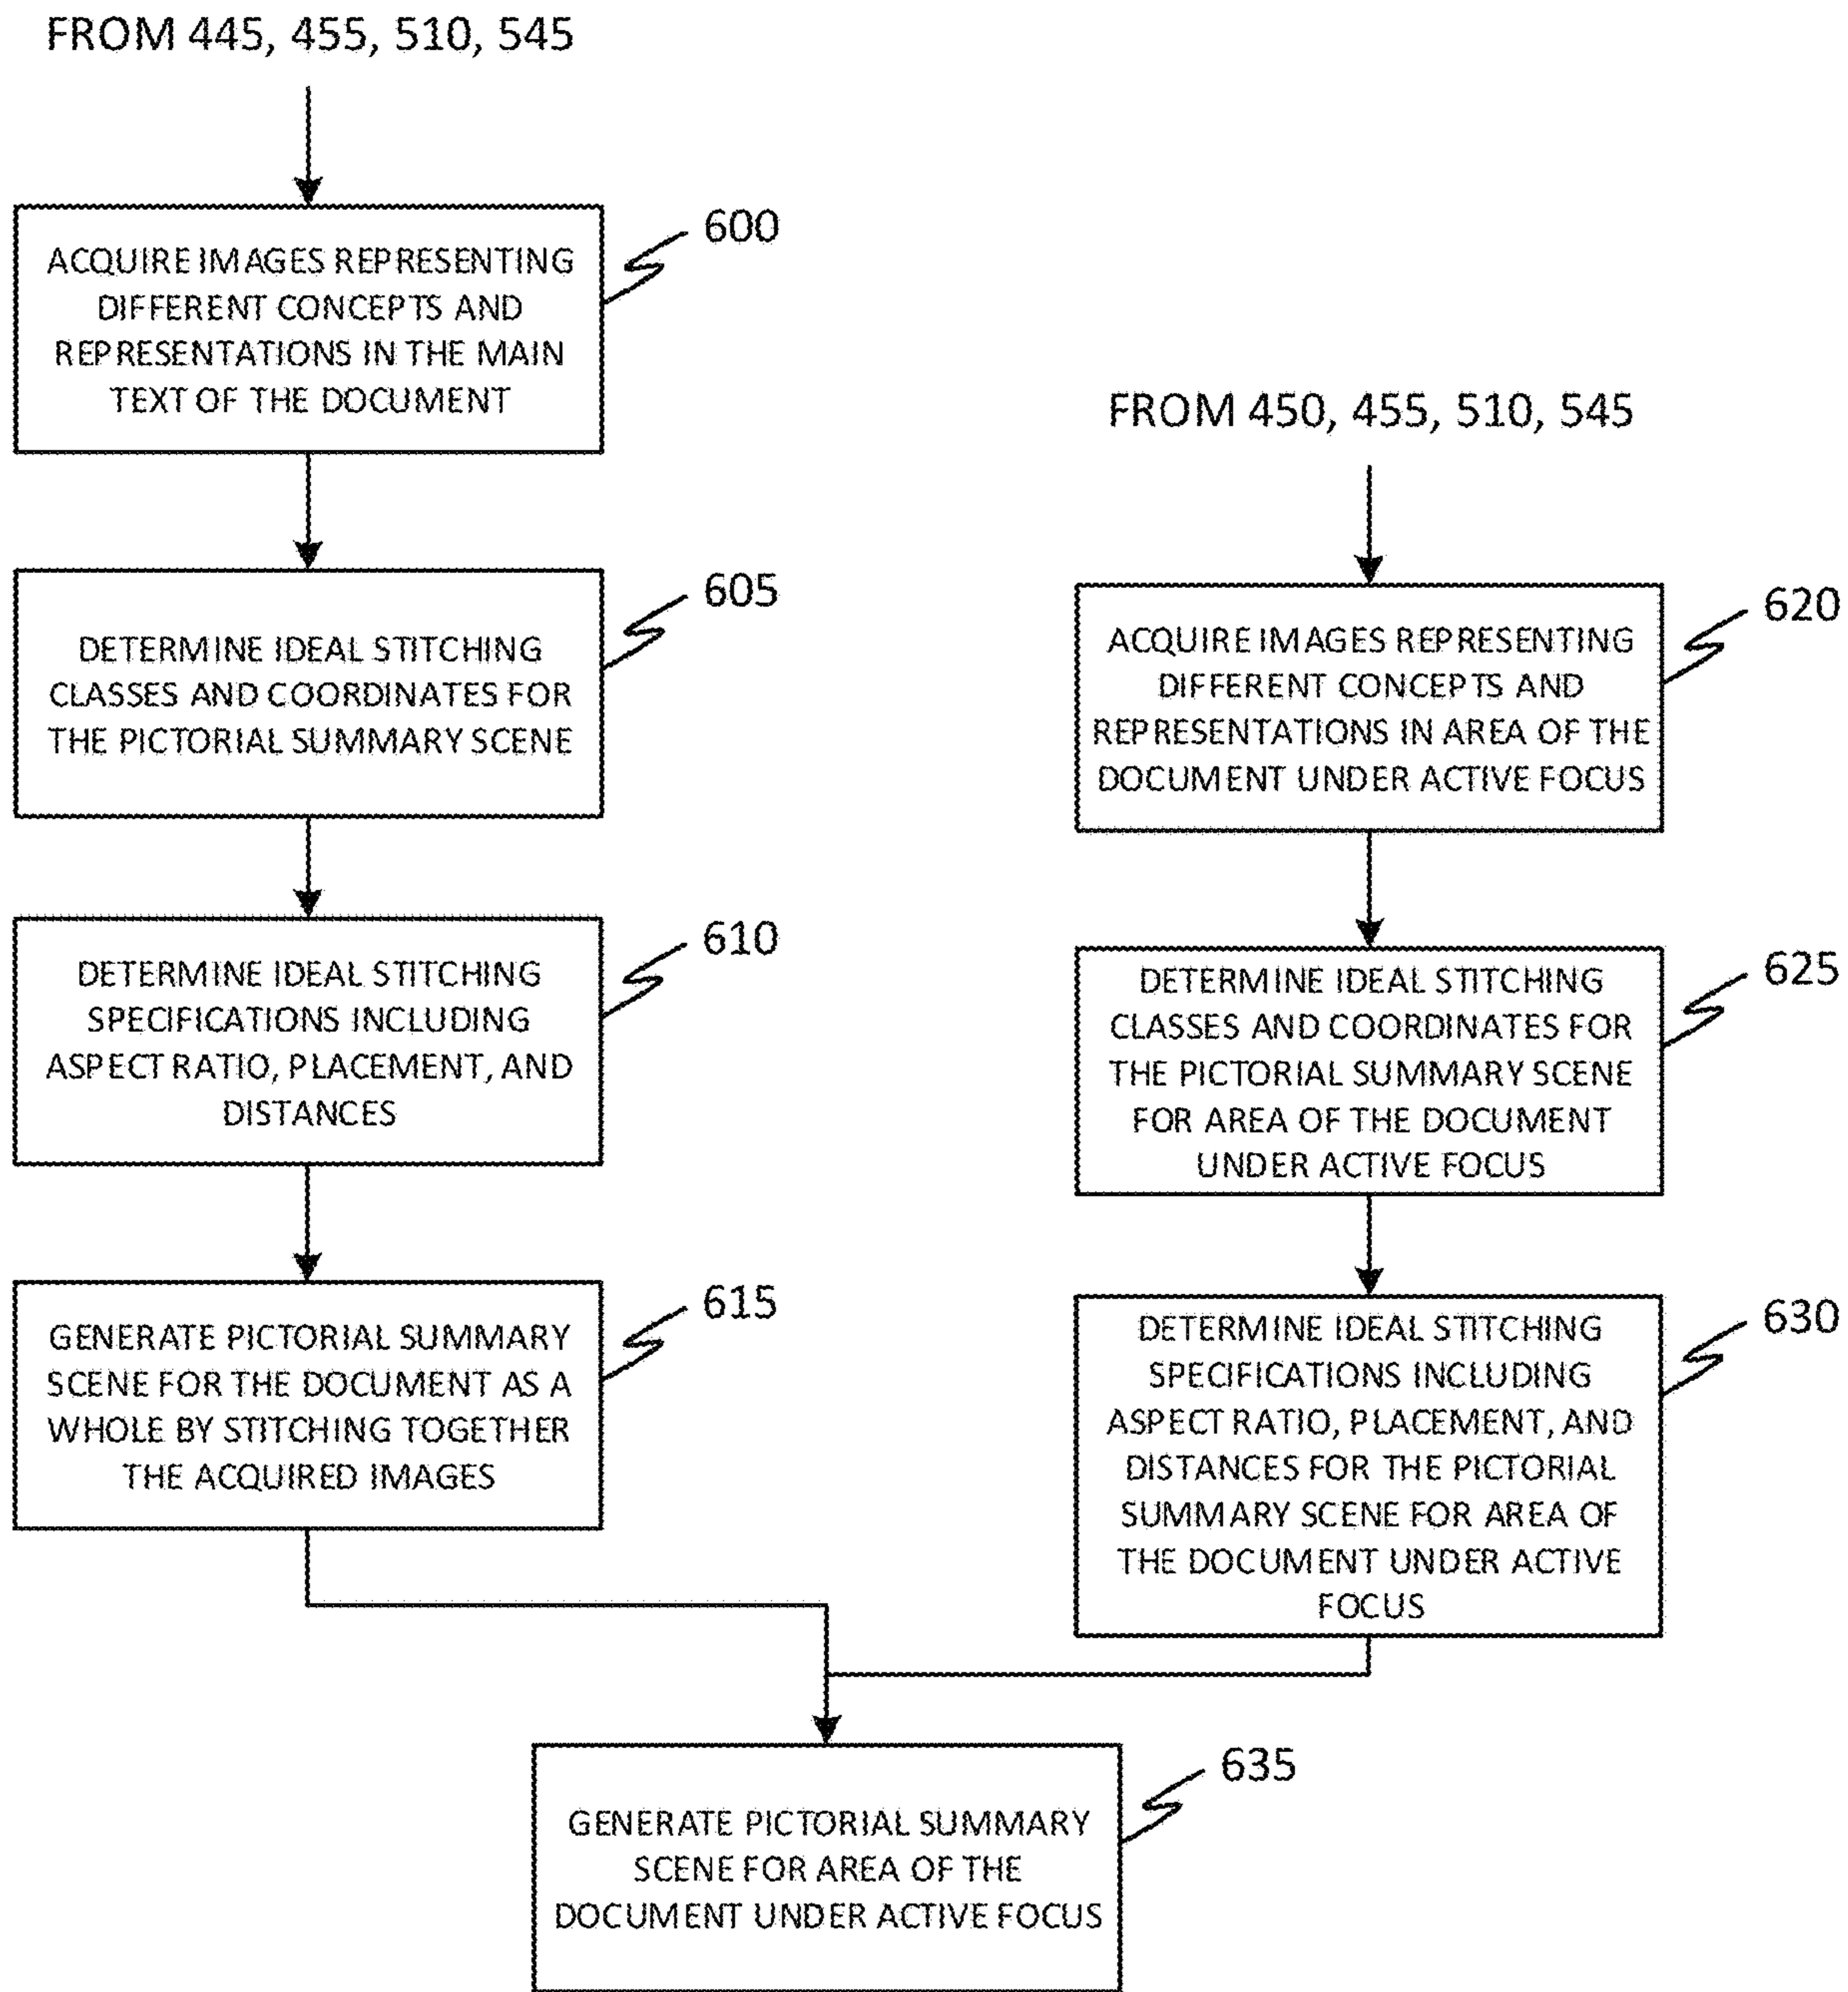 FROM 445, 455, 510, 545
600
ACQUIRE IMAGES REPRESENTING
DIFFERENT CONCEPTS AND
REPRESENTATIONS IN THE MAIN
TEXT OF THE DOCUMENT
605
DETERMINE IDEAL STITCHING
CLASSES AND COORDINATES FOR
THE PICTORIAL SUMMARY SCENE
610
DETERMINE IDEAL STITCHING
SPECIFICATIONS INCLUDING
ASPECT RATIO, PLACEMENT, AND
DISTANCES
615
GENERATE PICTORIAL SUMMARY
SCENE FOR THE DOCUMENT AS A
WHOLE BY STITCHING TOGETHER
THE ACQUIRED IMAGES
FROM 450, 455, 510, 545
620
ACQUIRE IMAGES REPRESENTING
DIFFERENT CONCEPTS AND
REPRESENTATIONS IN AREA OF THE
DOCUMENT UNDER ACTIVE FOCUS
625
DETERMINE IDEAL STITCHING
CLASSES AND COORDINATES FOR
THE PICTORIAL SUMMARY SCENE
FOR AREA OF THE DOCUMENT
UNDER ACTIVE FOCUS
630
DETERMINE IDEAL STITCHING
SPECIFICATIONS INCLUDING
ASPECT RATIO, PLACEMENT, AND
DISTANCES FOR THE PICTORIAL
SUMMARY SCENE FOR AREA OF
THE DOCUMENT UNDER ACTIVE
FOCUS
635
GENERATE PICTORIAL SUMMARY
SCENE FOR AREA OF THE
DOCUMENT UNDER ACTIVE FOCUS